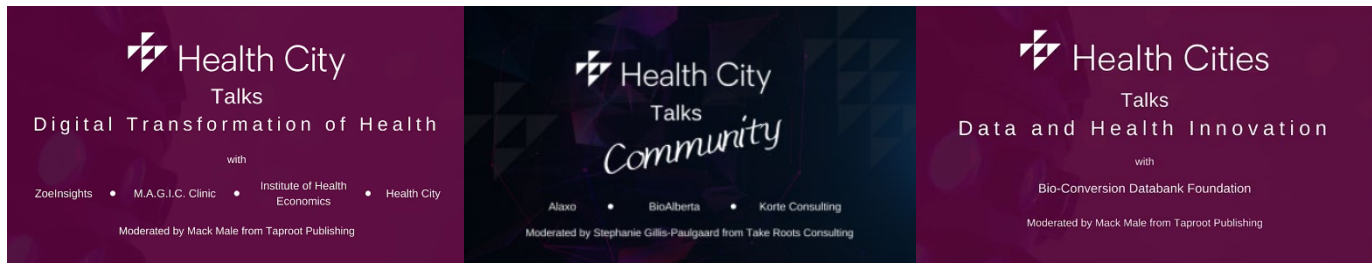 Health City
Talks
Digital Transformation of Health
with
ZoeInsights • M.A.G.I.C. Clinic • Institute of Health Economics • Health City
Moderated by Mack Male from Taproot Publishing
Health City
Talks
Community
Alaxo • BioAlberta • Korte Consulting
Moderated by Stephanie Gillis-Paulgaard from Take Roots Consulting
Health Cities
Talks
Data and Health Innovation
with
Bio-Conversion Databank Foundation
Moderated by Mack Male from Taproot Publishing